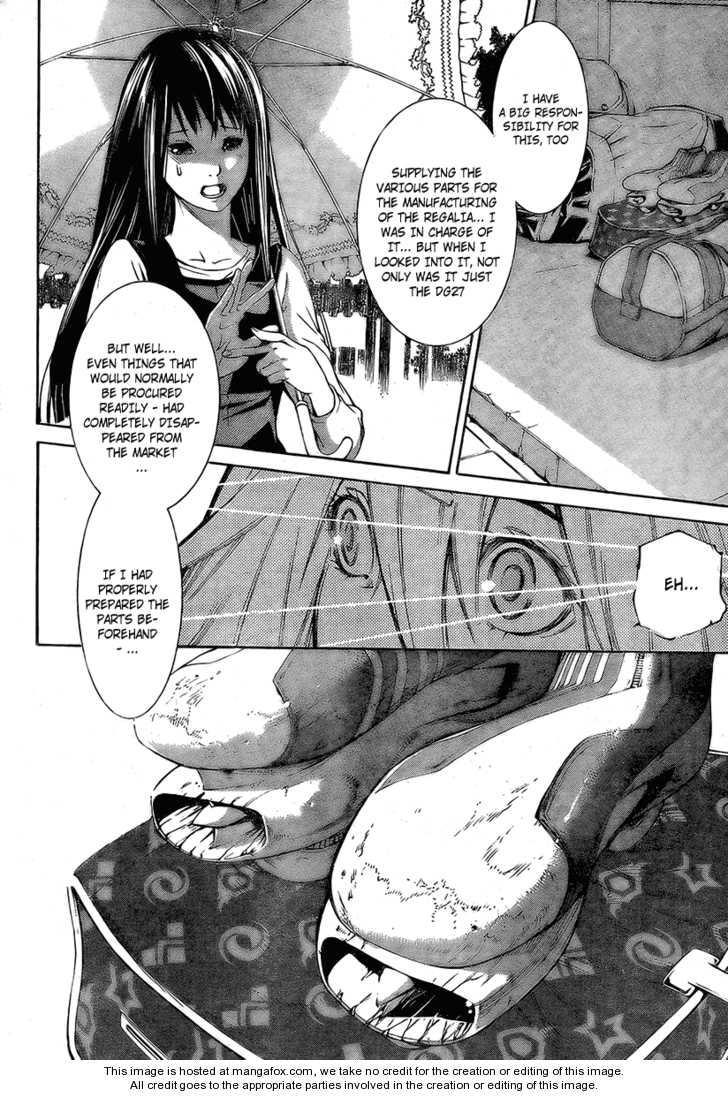 I HAVE
A BIG RESPON-
SIBILITY FOR
THIS, TOO
SUPPLYING THE
VARIOUS PARTS FOR
THE MANUFACTURING
OF THE REGALIA... I
WAS IN CHARGE OF
IT... BUT WHEN I
LOOKED INTO IT, NOT
ONLY WAS IT JUST
THE DG27
BUT WELL...
EVEN THINGS THAT
WOULD NORMALLY
BE PROCURED
READILY - HAD
COMPLETELY DISAP-
PEARED FROM
THE MARKET
...
IF I HAD
PROPERLY
PREPARED THE
PARTS BE-
FOREHAND
- ...
EH...
This image is hosted at mangafox.com, we take no credit for the creation or editing of this image.
All credit goes to the appropriate parties involved in the creation or editing of this image.